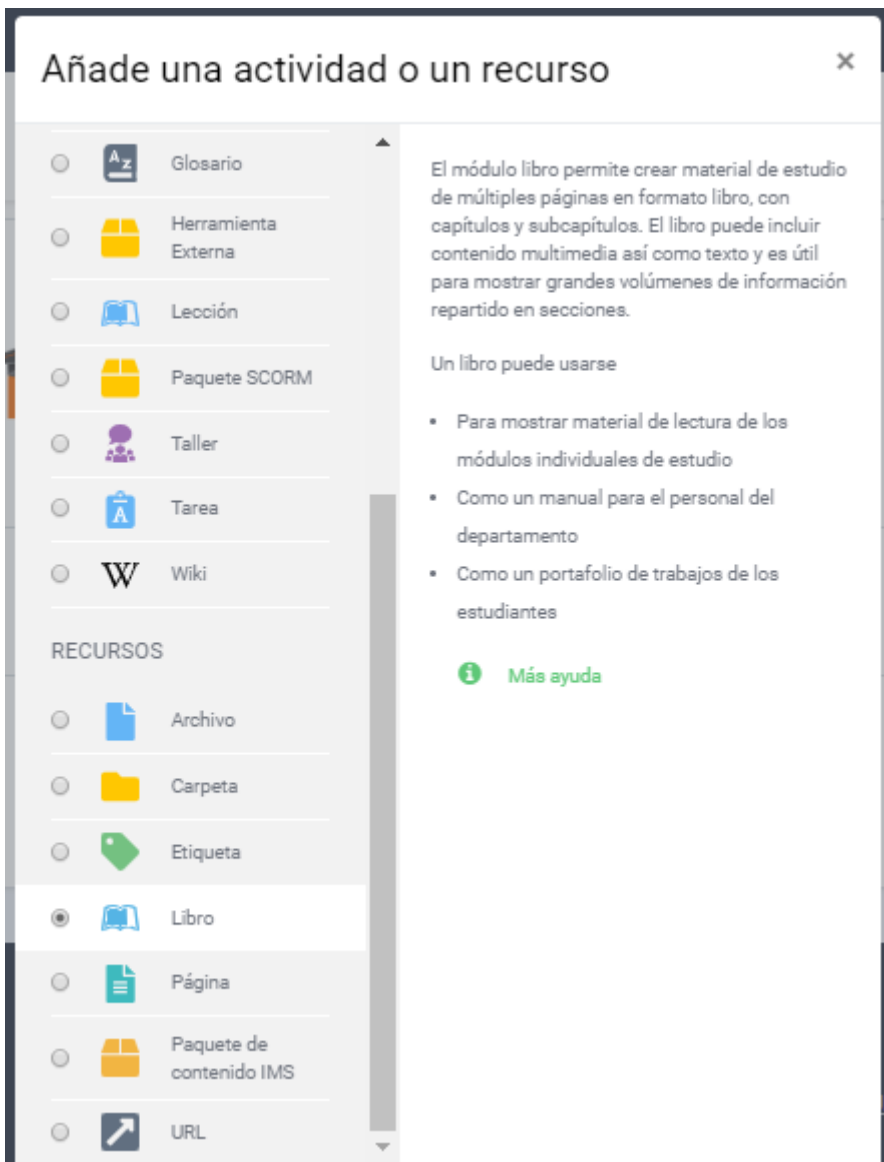 Añade una actividad o un recurso
×
Glosario
Herramienta
Externa
Lección
Paquete SCORM
Taller
Tarea
Wiki
RECURSOS
Archivo
Carpeta
Etiqueta
Libro
Página
Paquete de
contenido IMS
URL
El módulo libro permite crear material de estudio
de múltiples páginas en formato libro, con
capítulos y subcapítulos. El libro puede incluir
contenido multimedia así como texto y es útil
para mostrar grandes volúmenes de información
repartido en secciones.
Un libro puede usarse
• Para mostrar material de lectura de los
módulos individuales de estudio
• Como un manual para el personal del
departamento
• Como un portafolio de trabajos de los
estudiantes
Más ayuda